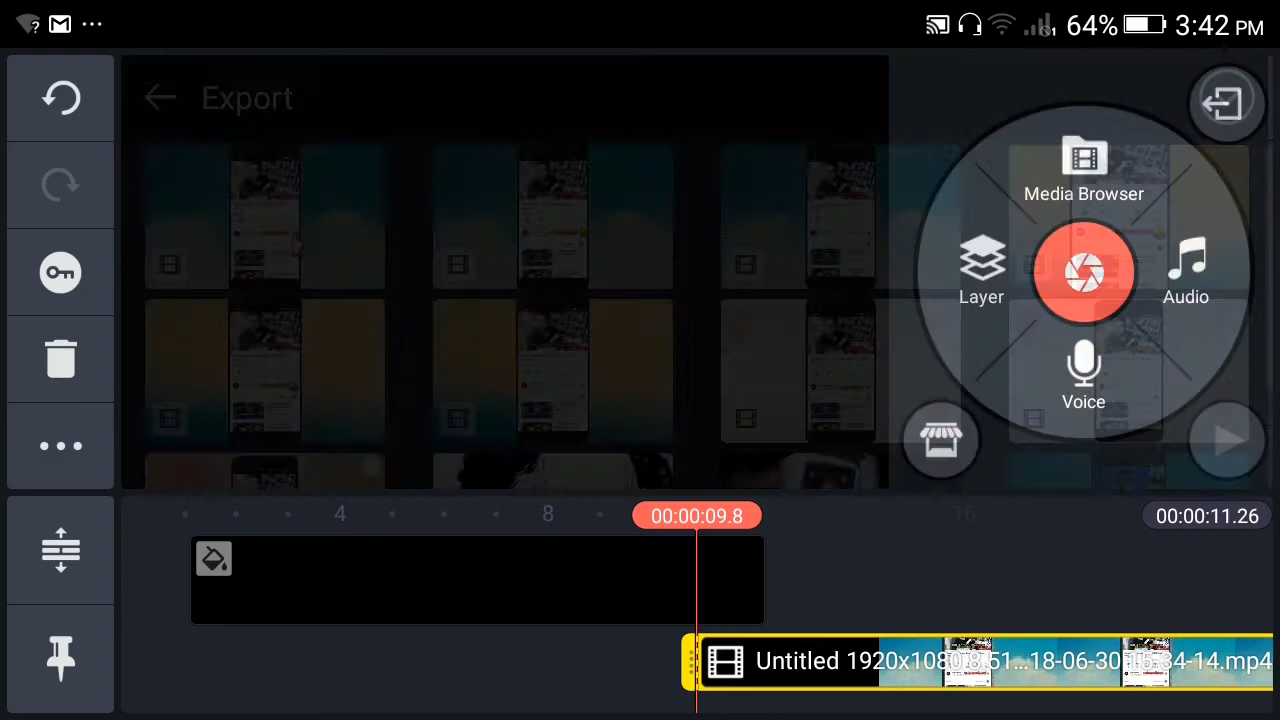 64% 3:42 PM
Export
Media Browser
Layer
Audio
Voice
4
8
00:00:09.8
16
00:00:11.26
Untitled 1920x1080 8.51...18-06-30 15-34-14.mp4